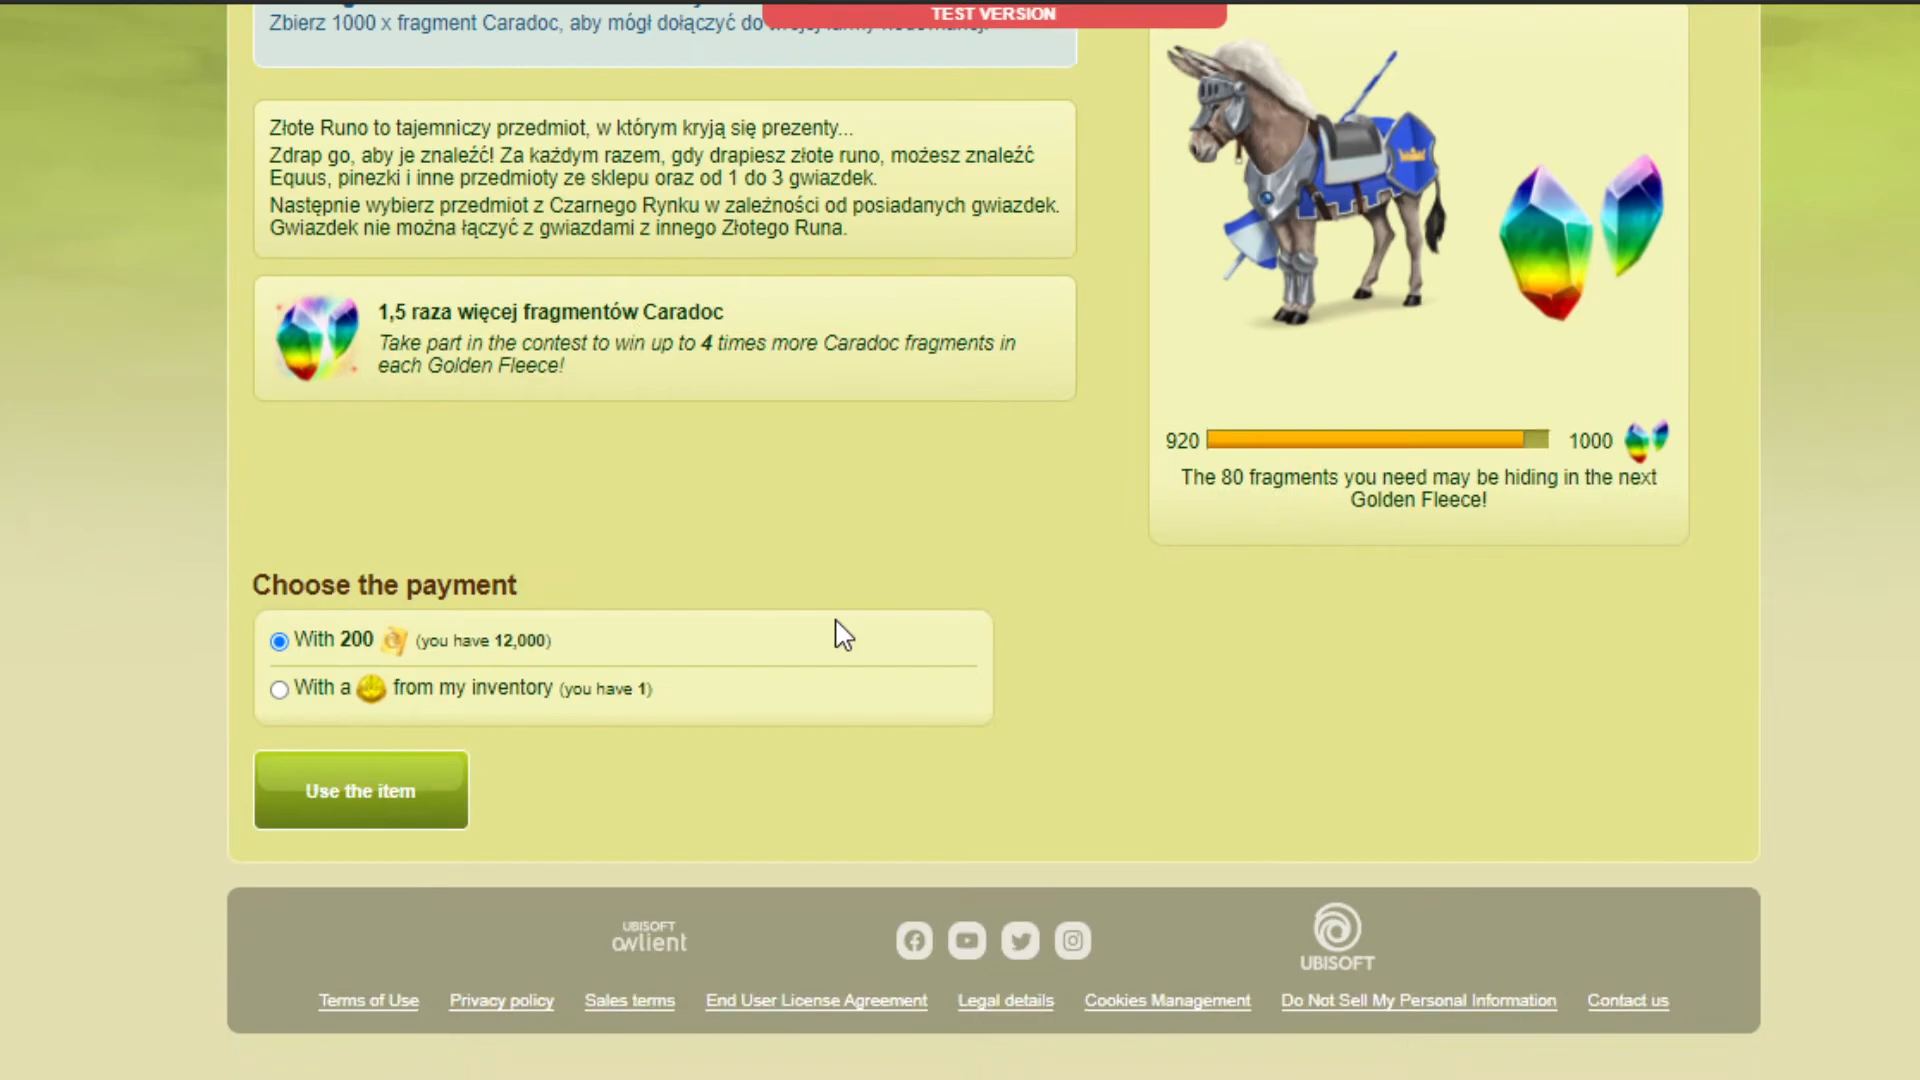 TEST VERSION
Zbierz 1000 x fragment Caradoc, aby mógł dołączyć do
Złote Runo to tajemniczy przedmiot, w którym kryją się prezenty...
Zdrap go, aby je znaleźć! Za każdym razem, gdy drapiesz złote runo, możesz znaleźć
Equus, pinezki i inne przedmioty ze sklepu oraz od 1 do 3 gwiazdek.
Następnie wybierz przedmiot z Czarnego Rynku w zależności od posiadanych gwiazdek.
Gwiazdek nie można łączyć z gwiazdami z innego Złotego Runa.
1,5 raza więcej fragmentów Caradoc
Take part in the contest to win up to 4 times more Caradoc fragments in
each Golden Fleece!
920 1000
The 80 fragments you need may be hiding in the next
Golden Fleece!
Choose the payment
With 200 (you have 12,000)
With a from my inventory (you have 1)
Use the item
UBISOFT
owlient
UBISOFT
Terms of Use Privacy policy Sales terms End User License Agreement Legal details Cookies Management Do Not Sell My Personal Information Contact us